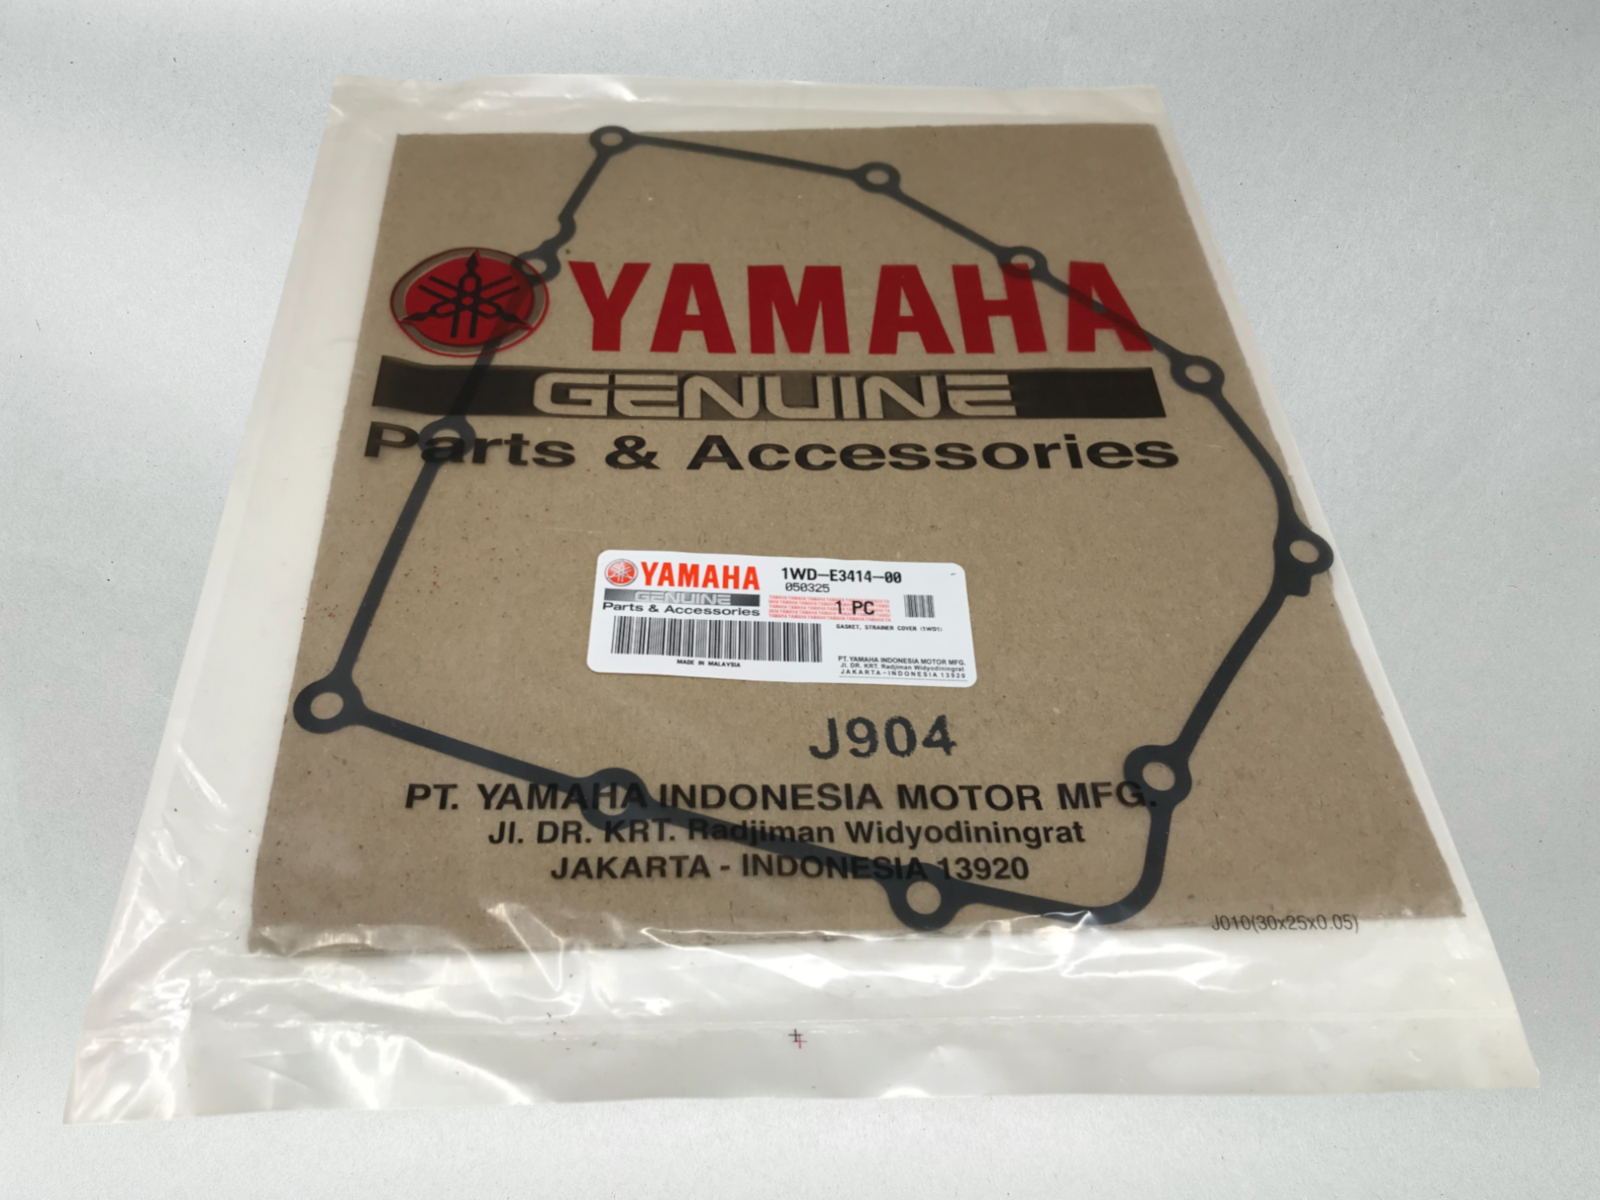 YAMAHA
GENUINE
Parts & Accessories
YAMAHA
GENUINE
Parts & Accessories
1WD-E3414-00
050325
1 PC
GASKET, STRAINER COVER (1WD1)
MADE IN MALAYSIA
PT. YAMAHA INDONESIA MOTOR MFG.
Jl. DR. KRT. Radjiman Widyodiningrat
JAKARTA - INDONESIA 13920
J904
PT. YAMAHA INDONESIA MOTOR MFG.
Jl. DR. KRT. Radjiman Widyodiningrat
JAKARTA - INDONESIA 13920
J010(30x25x0.05)